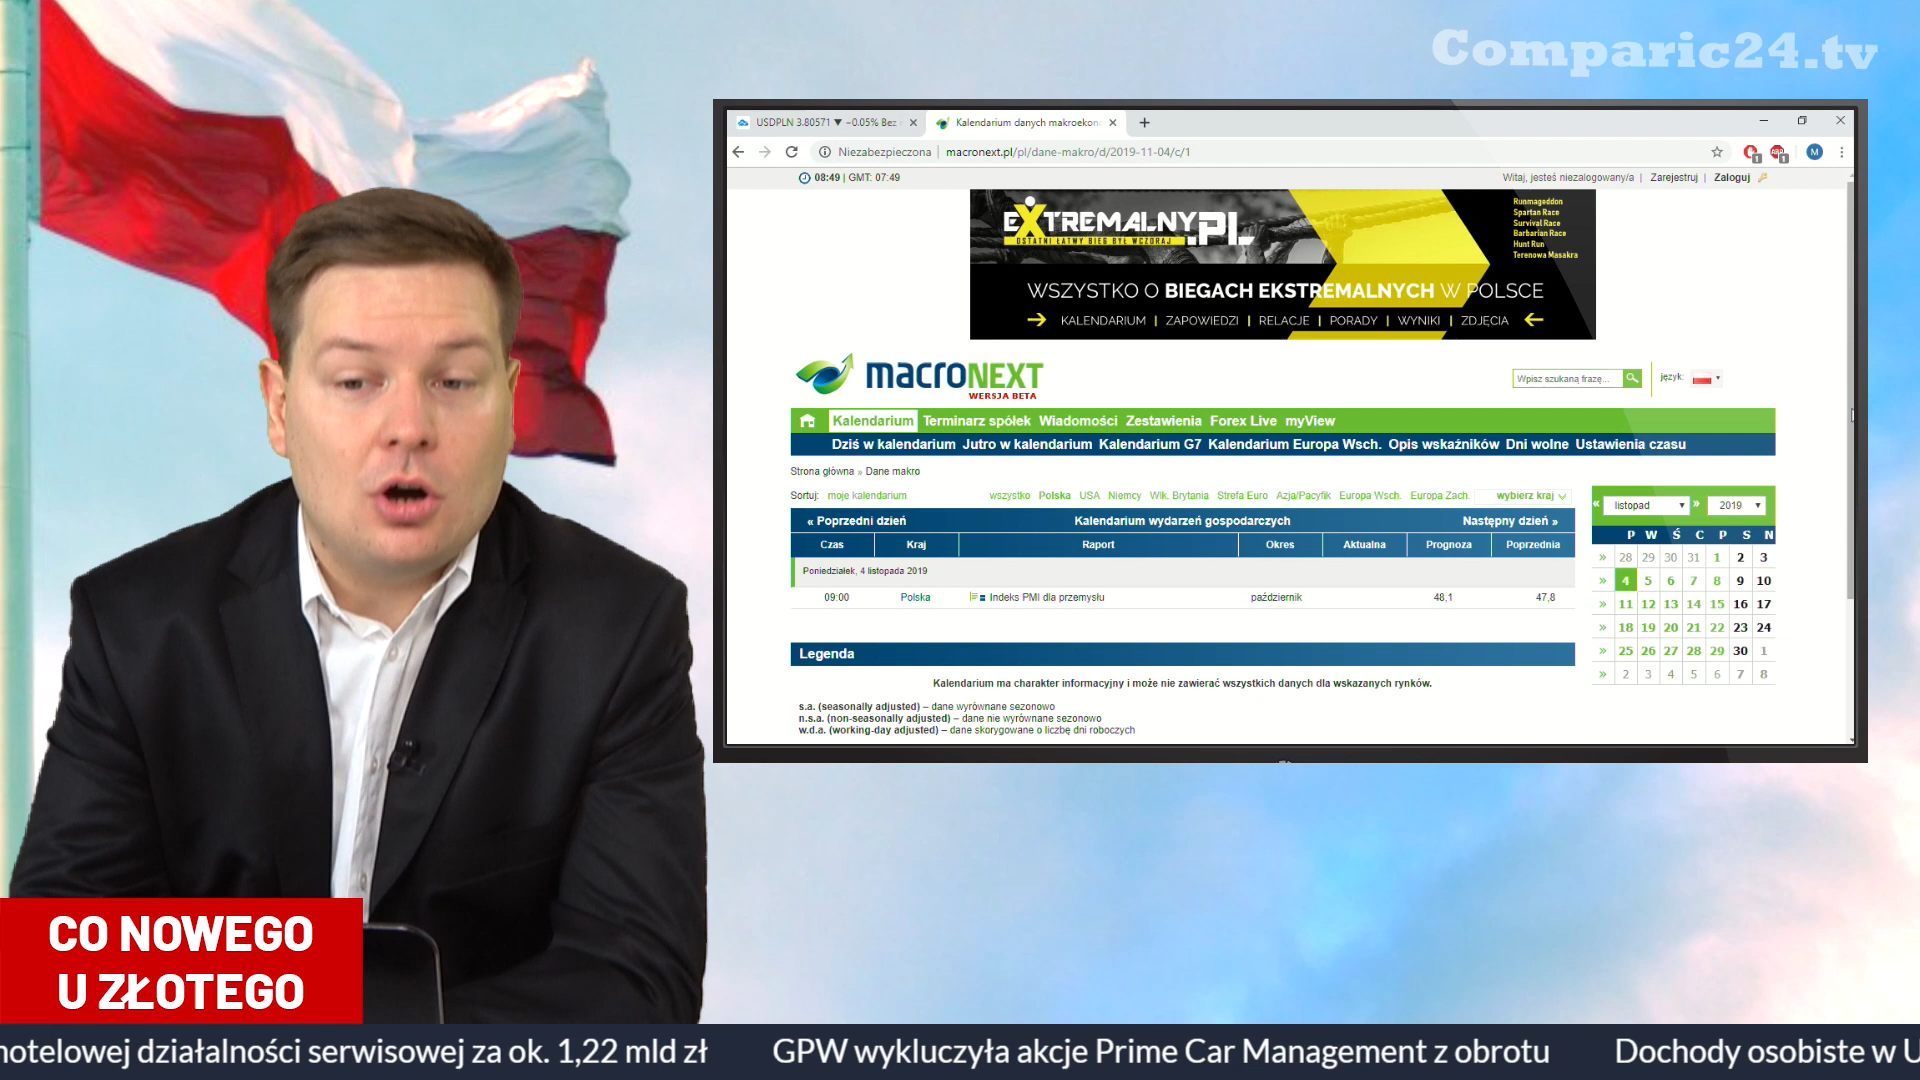 Comparic24.tv
USDPLN 3.80571 ▼ −0.05% Bez
Kalendarium danych makroekon
Niezabezpieczona | macronext.pl/pl/dane-makro/d/2019-11-04/c/1
08:49 | GMT: 07:49
Witaj, jesteś niezalogowany/a | Zarejestruj | Zaloguj
EXTREMALNY.PL
OSTATNI ŁATWY BIEG BYŁ WCZORAJ
Runmageddon
Spartan Race
Survival Race
Barbarian Race
Hunt Run
Terenowa Masakra
WSZYSTKO O BIEGACH EKSTREMALNYCH W POLSCE
KALENDARIUM | ZAPOWIEDZI | RELACJE | PORADY | WYNIKI | ZDJĘCIA
macroNEXT
WERSJA BETA
Wpisz szukaną frazę...
język:
Kalendarium Terminarz spółek Wiadomości Zestawienia Forex Live myView
Dziś w kalendarium Jutro w kalendarium Kalendarium G7 Kalendarium Europa Wsch. Opis wskaźników Dni wolne Ustawienia czasu
Strona główna » Dane makro
Sortuj: moje kalendarium wszystko Polska USA Niemcy Wlk. Brytania Strefa Euro Azja/Pacyfik Europa Wsch. Europa Zach. wybierz kraj
« Poprzedni dzień Kalendarium wydarzeń gospodarczych Następny dzień »
Czas Kraj Raport Okres Aktualna Prognoza Poprzednia
Poniedziałek, 4 listopada 2019
09:00 Polska Indeks PMI dla przemysłu październik 48,1 47,8
« listopad » 2019
P W Ś C P S N
» 28 29 30 31 1 2 3
» 4 5 6 7 8 9 10
» 11 12 13 14 15 16 17
» 18 19 20 21 22 23 24
» 25 26 27 28 29 30 1
» 2 3 4 5 6 7 8
Legenda
Kalendarium ma charakter informacyjny i może nie zawierać wszystkich danych dla wskazanych rynków.
s.a. (seasonally adjusted) – dane wyrównane sezonowo
n.s.a. (non-seasonally adjusted) – dane nie wyrównane sezonowo
w.d.a. (working-day adjusted) – dane skorygowane o liczbę dni roboczych
CO NOWEGO
U ZŁOTEGO
hotelowej działalności serwisowej za ok. 1,22 mld zł GPW wykluczyła akcje Prime Car Management z obrotu Dochody osobiste w U